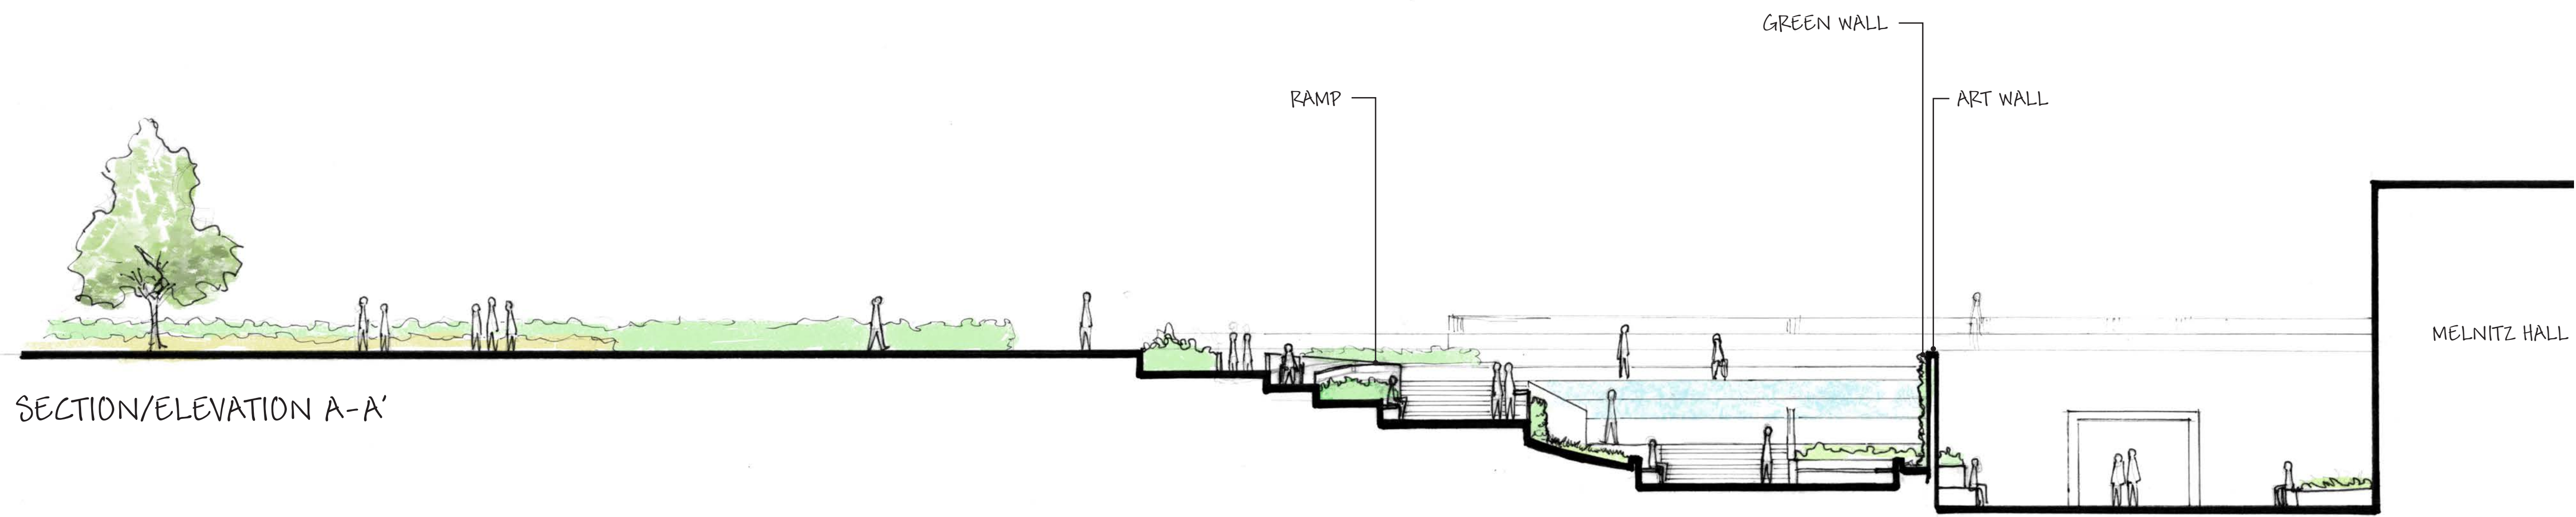 GREEN WALL
RAMP
ART WALL
MELNITZ HALL
SECTION/ELEVATION A-A'